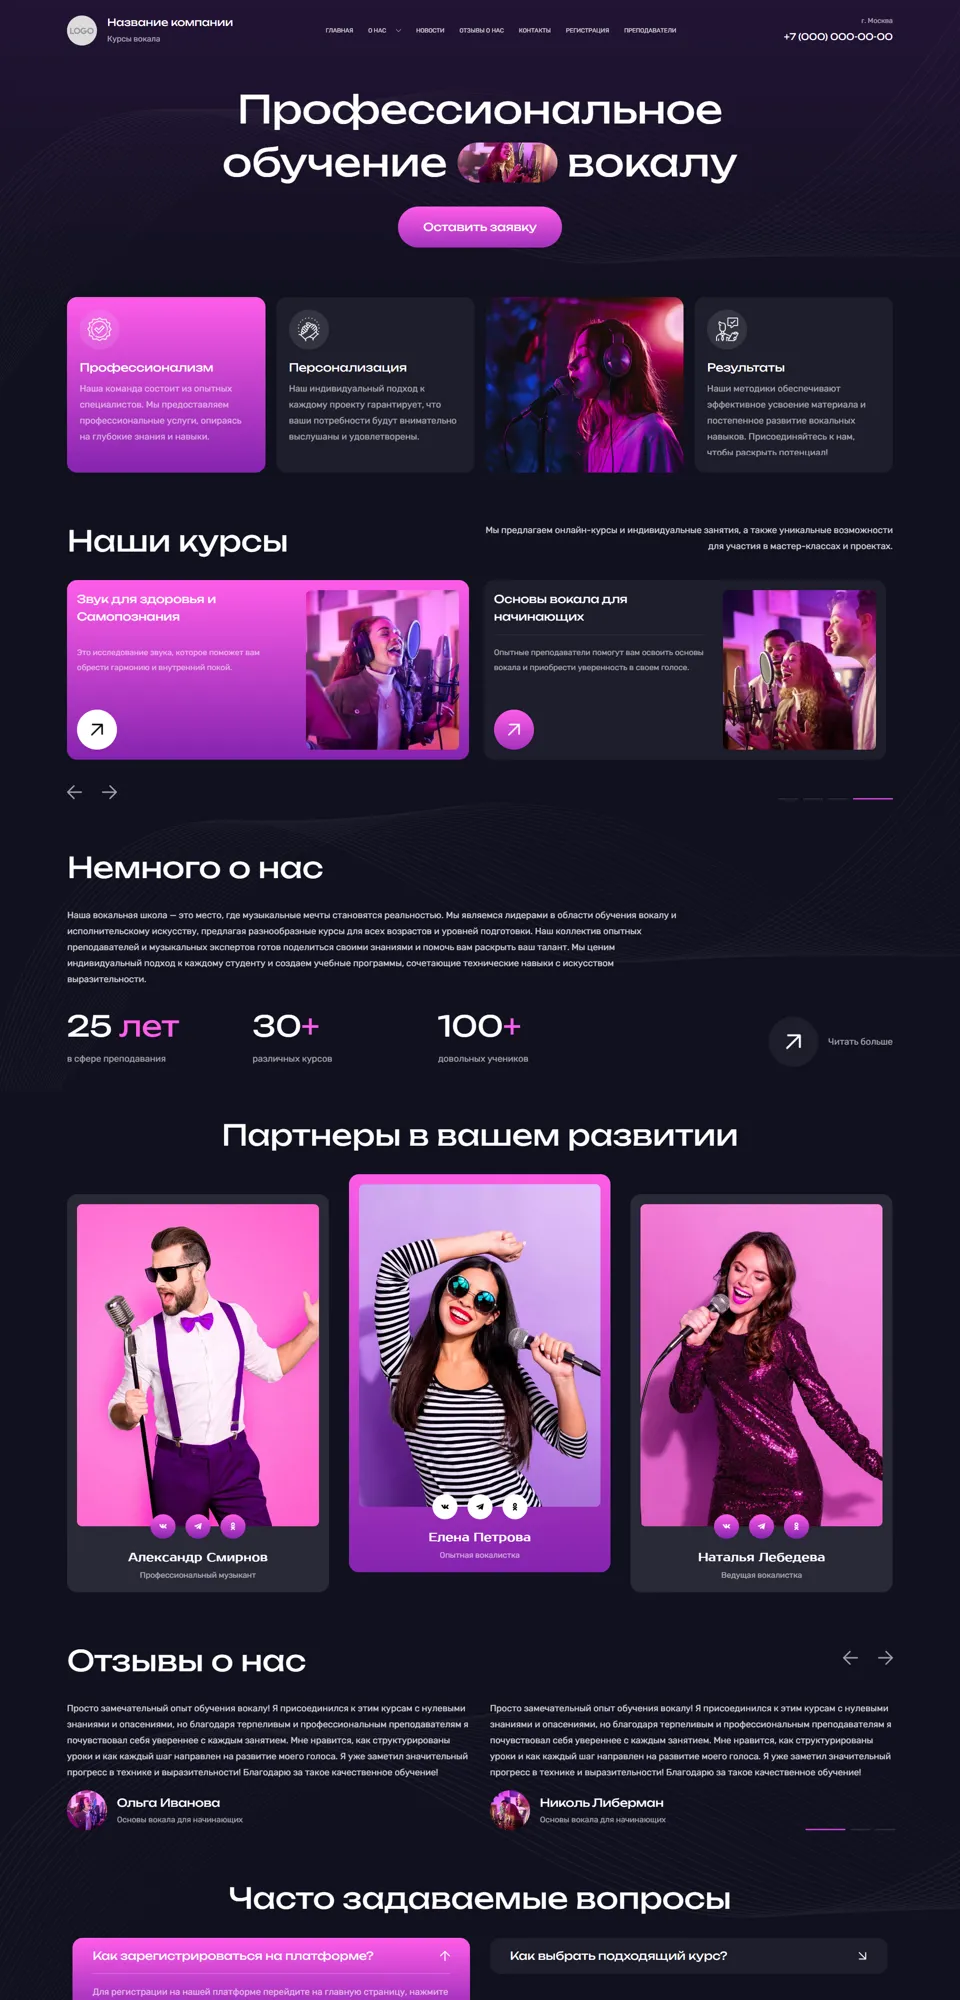 LOGO
Название компании
Курсы вокала
ГЛАВНАЯ
О НАС
НОВОСТИ
ОТЗЫВЫ О НАС
КОНТАКТЫ
РЕГИСТРАЦИЯ
ПРЕПОДАВАТЕЛИ
г. Москва
+7 (000) 000-00-00
Профессиональное
обучение вокалу
Оставить заявку
Профессионализм
Наша команда состоит из опытных
специалистов. Мы предоставляем
профессиональные услуги, опираясь
на глубокие знания и навыки.
Персонализация
Наш индивидуальный подход к
каждому проекту гарантирует, что
ваши потребности будут внимательно
выслушаны и удовлетворены.
Результаты
Наши методики обеспечивают
эффективное усвоение материала и
постепенное развитие вокальных
навыков. Присоединяйтесь к нам,
чтобы раскрыть потенциал!
Наши курсы
Мы предлагаем онлайн-курсы и индивидуальные занятия, а также уникальные возможности
для участия в мастер-классах и проектах.
Звук для здоровья и
Самопознания
Это исследование звука, которое поможет вам
обрести гармонию и внутренний покой.
Основы вокала для
начинающих
Опытные преподаватели помогут вам освоить основы
вокала и приобрести уверенность в своем голосе.
Немного о нас
Наша вокальная школа — это место, где музыкальные мечты становятся реальностью. Мы являемся лидерами в области обучения вокалу и
исполнительскому искусству, предлагая разнообразные курсы для всех возрастов и уровней подготовки. Наш коллектив опытных
преподавателей и музыкальных экспертов готов поделиться своими знаниями и помочь вам раскрыть ваш талант. Мы ценим
индивидуальный подход к каждому студенту и создаем учебные программы, сочетающие технические навыки с искусством
выразительности.
25 лет
в сфере преподавания
30+
различных курсов
100+
довольных учеников
Читать больше
Партнеры в вашем развитии
Александр Смирнов
Профессиональный музыкант
Елена Петрова
Опытная вокалистка
Наталья Лебедева
Ведущая вокалистка
Отзывы о нас
Просто замечательный опыт обучения вокалу! Я присоединился к этим курсам с нулевыми
знаниями и опасениями, но благодаря терпеливым и профессиональным преподавателям я
почувствовал себя увереннее с каждым занятием. Мне нравится, как структурированы
уроки и как каждый шаг направлен на развитие моего голоса. Я уже заметил значительный
прогресс в технике и выразительности! Благодарю за такое качественное обучение!
Ольга Иванова
Основы вокала для начинающих
Просто замечательный опыт обучения вокалу! Я присоединился к этим курсам с нулевыми
знаниями и опасениями, но благодаря терпеливым и профессиональным преподавателям я
почувствовал себя увереннее с каждым занятием. Мне нравится, как структурированы
уроки и как каждый шаг направлен на развитие моего голоса. Я уже заметил значительный
прогресс в технике и выразительности! Благодарю за такое качественное обучение!
Николь Либерман
Основы вокала для начинающих
Часто задаваемые вопросы
Как зарегистрироваться на платформе?
Для регистрации на нашей платформе перейдите на главную страницу, нажмите
Как выбрать подходящий курс?